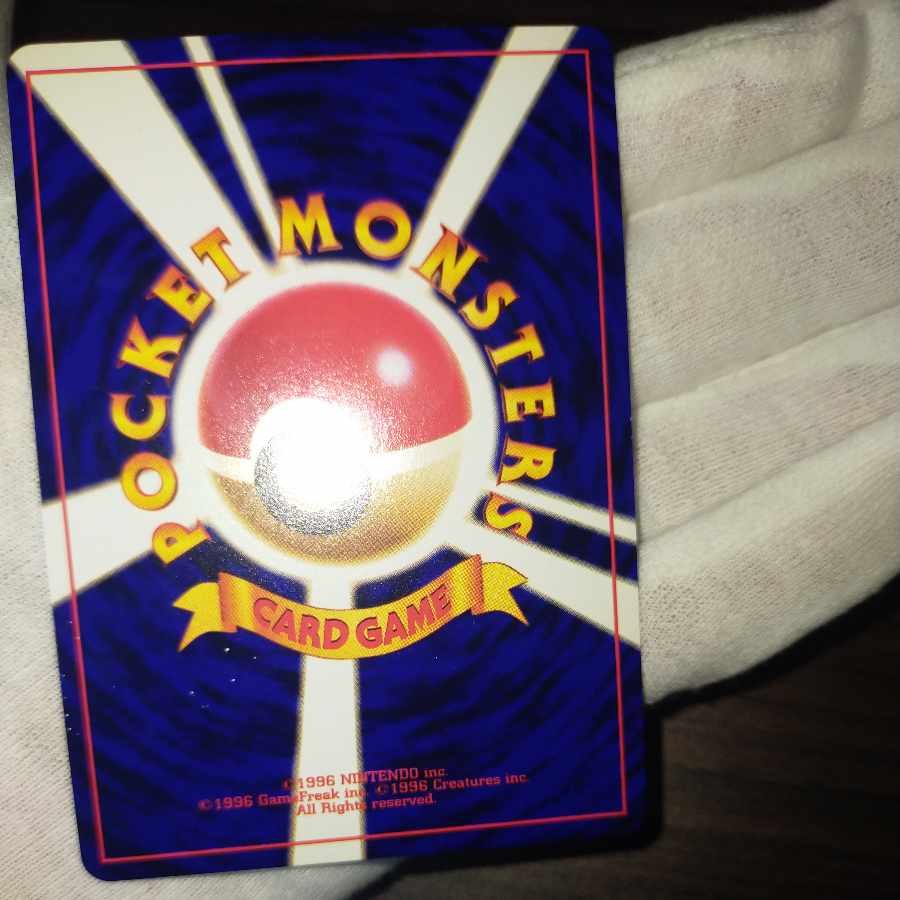 POCKET MONSTERS
CARD GAME
©1996 NINTENDO inc.
©1996 GameFreak inc. ©1996 Creatures inc.
All Rights reserved.